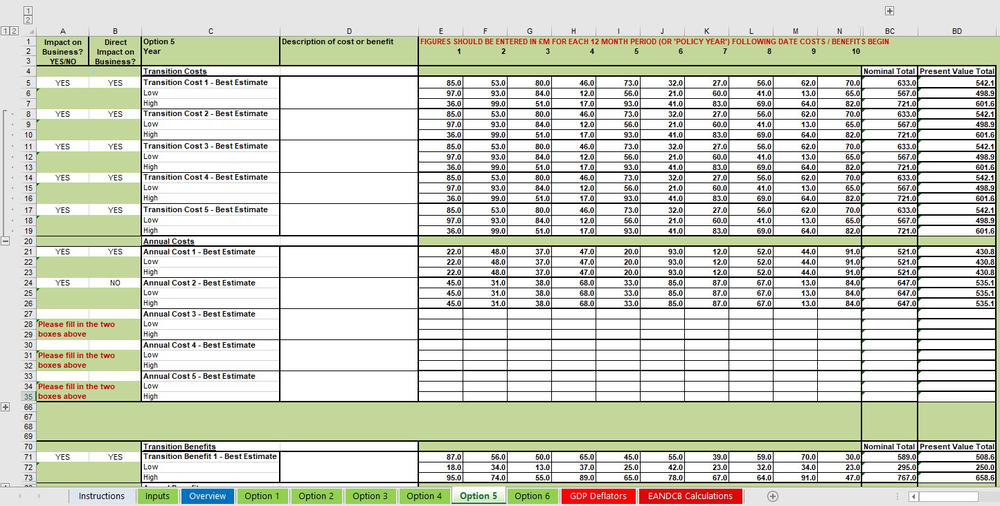 1
2
1 2 A B C D E F G H I J K L M N BC BD
1 Impact on Direct Option 5 Description of cost or benefit FIGURES SHOULD BE ENTERED IN £M FOR EACH 12 MONTH PERIOD (OR 'POLICY YEAR') FOLLOWING DATE COSTS / BENEFITS BEGIN
2 Business? Impact on Year 1 2 3 4 5 6 7 8 9 10
3 YES/NO Business?
4 Transition Costs Nominal Total Present Value Total
5 YES YES Transition Cost 1 - Best Estimate 85.0 53.0 80.0 46.0 73.0 32.0 27.0 56.0 62.0 70.0 633.0 542.1
6 Low 97.0 93.0 84.0 12.0 56.0 21.0 60.0 41.0 13.0 65.0 567.0 498.9
7 High 36.0 99.0 51.0 17.0 93.0 41.0 83.0 69.0 64.0 82.0 721.0 601.6
8 YES YES Transition Cost 2 - Best Estimate 85.0 53.0 80.0 46.0 73.0 32.0 27.0 56.0 62.0 70.0 633.0 542.1
9 Low 97.0 93.0 84.0 12.0 56.0 21.0 60.0 41.0 13.0 65.0 567.0 498.9
10 High 36.0 99.0 51.0 17.0 93.0 41.0 83.0 69.0 64.0 82.0 721.0 601.6
11 YES YES Transition Cost 3 - Best Estimate 85.0 53.0 80.0 46.0 73.0 32.0 27.0 56.0 62.0 70.0 633.0 542.1
12 Low 97.0 93.0 84.0 12.0 56.0 21.0 60.0 41.0 13.0 65.0 567.0 498.9
13 High 36.0 99.0 51.0 17.0 93.0 41.0 83.0 69.0 64.0 82.0 721.0 601.6
14 YES YES Transition Cost 4 - Best Estimate 85.0 53.0 80.0 46.0 73.0 32.0 27.0 56.0 62.0 70.0 633.0 542.1
15 Low 97.0 93.0 84.0 12.0 56.0 21.0 60.0 41.0 13.0 65.0 567.0 498.9
16 High 36.0 99.0 51.0 17.0 93.0 41.0 83.0 69.0 64.0 82.0 721.0 601.6
17 YES YES Transition Cost 5 - Best Estimate 85.0 53.0 80.0 46.0 73.0 32.0 27.0 56.0 62.0 70.0 633.0 542.1
18 Low 97.0 93.0 84.0 12.0 56.0 21.0 60.0 41.0 13.0 65.0 567.0 498.9
19 High 36.0 99.0 51.0 17.0 93.0 41.0 83.0 69.0 64.0 82.0 721.0 601.6
20 Annual Costs
21 YES YES Annual Cost 1 - Best Estimate 22.0 48.0 37.0 47.0 20.0 93.0 12.0 52.0 44.0 91.0 521.0 430.8
22 Low 22.0 48.0 37.0 47.0 20.0 93.0 12.0 52.0 44.0 91.0 521.0 430.8
23 High 22.0 48.0 37.0 47.0 20.0 93.0 12.0 52.0 44.0 91.0 521.0 430.8
24 YES NO Annual Cost 2 - Best Estimate 45.0 31.0 38.0 68.0 33.0 85.0 87.0 67.0 13.0 84.0 647.0 535.1
25 Low 45.0 31.0 38.0 68.0 33.0 85.0 87.0 67.0 13.0 84.0 647.0 535.1
26 High 45.0 31.0 38.0 68.0 33.0 85.0 87.0 67.0 13.0 84.0 647.0 535.1
27 Annual Cost 3 - Best Estimate
28 Please fill in the two Low
29 boxes above High
30 Annual Cost 4 - Best Estimate
31 Please fill in the two Low
32 boxes above High
33 Annual Cost 5 - Best Estimate
34 Please fill in the two Low
35 boxes above High
66
67
68
69
70 Transition Benefits Nominal Total Present Value Total
71 YES YES Transition Benefit 1 - Best Estimate 87.0 56.0 50.0 65.0 45.0 55.0 39.0 59.0 70.0 30.0 589.0 508.6
72 Low 18.0 34.0 13.0 37.0 25.0 42.0 23.0 32.0 34.0 23.0 295.0 250.0
73 High 95.0 74.0 55.0 89.0 65.0 78.0 67.0 64.0 91.0 47.0 767.0 658.6
Instructions Inputs Overview Option 1 Option 2 Option 3 Option 4 Option 5 Option 6 GDP Deflators EANDCB Calculations